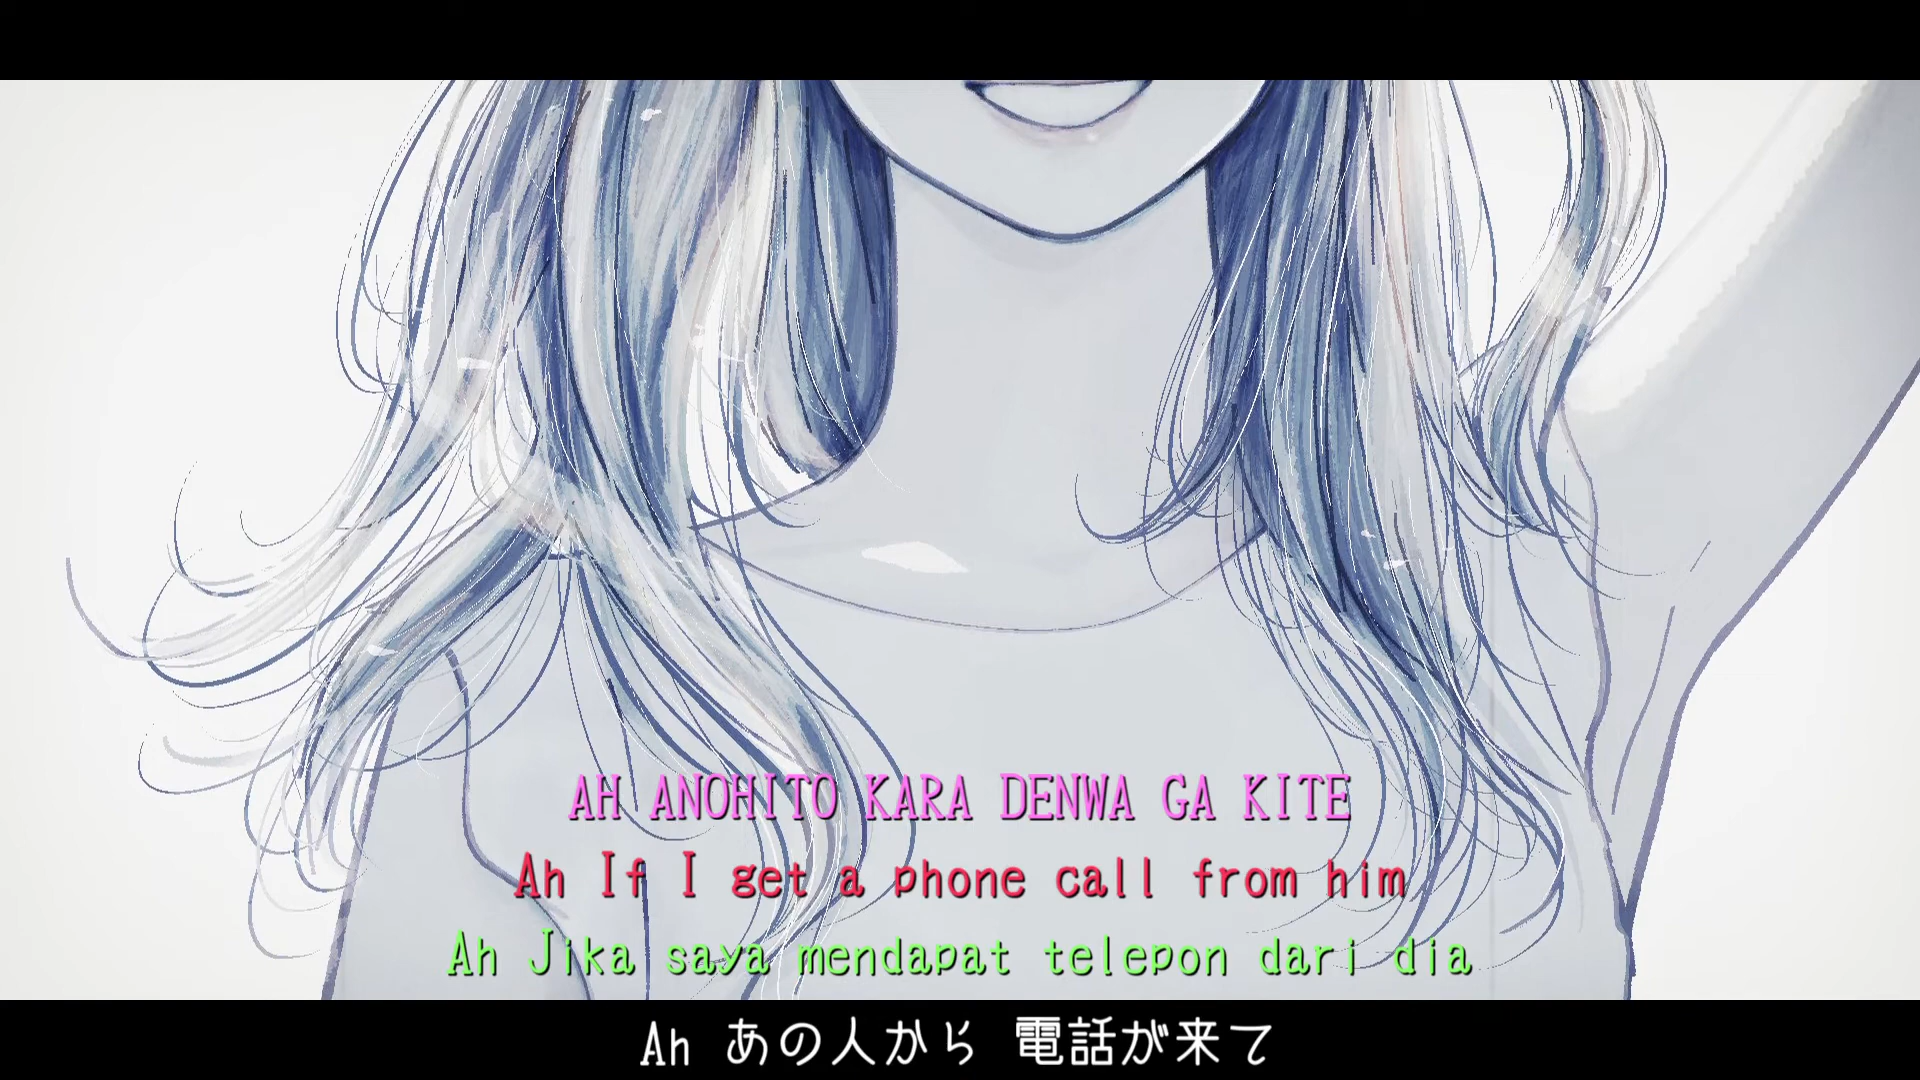 AH ANOHITO KARA DENWA GA KITE
Ah If I get a phone call from him
Ah Jika saya mendapat telepon dari dia
Ah あの人から 電話が来て